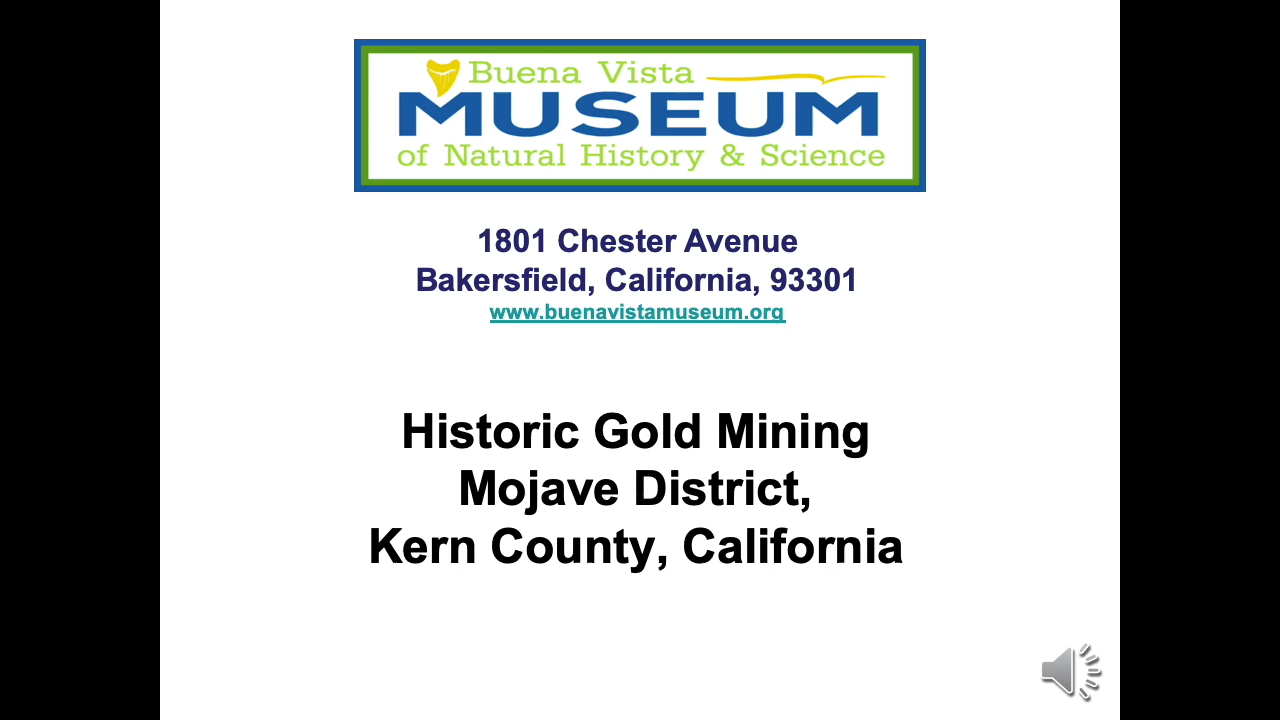 Buena Vista
MUSEUM
of Natural History & Science
1801 Chester Avenue
Bakersfield, California, 93301
www.buenavistamuseum.org
Historic Gold Mining
Mojave District,
Kern County, California